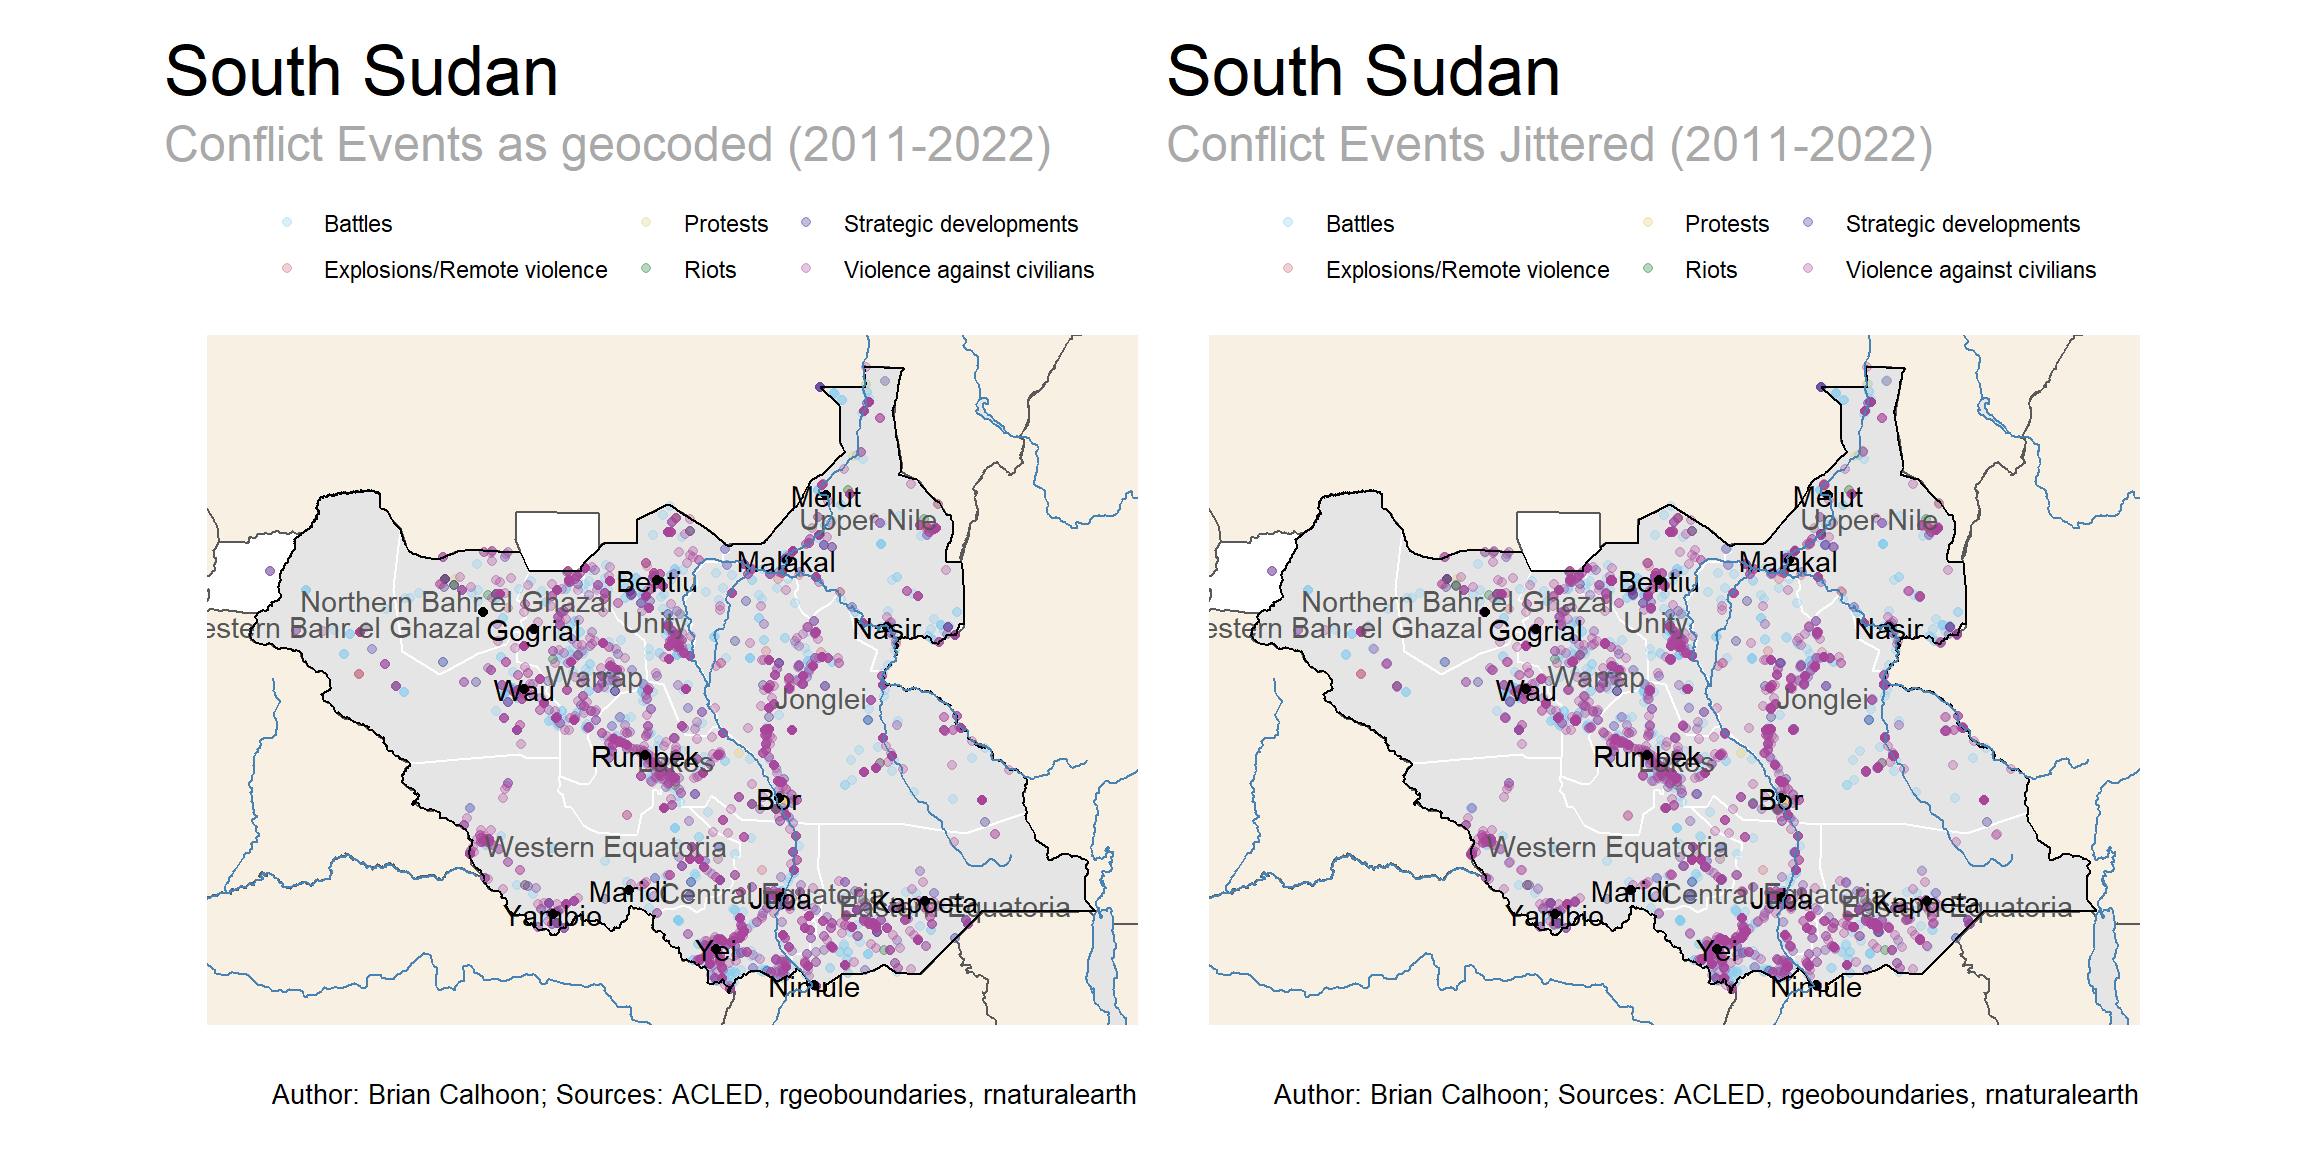 South Sudan
Conflict Events as geocoded (2011-2022)
Battles
Protests
Strategic developments
Explosions/Remote violence
Riots
Violence against civilians
Melut
Upper Nile
Malakal
Bentiu
Northern Bahr el Ghazal
Unity
estern Bahr el Ghazal
Gogrial
Nasir
Warrap
Wau
Jonglei
Rumbek
Lakes
Bor
Western Equatoria
Maridi
Central Equatoria
Juba
Kapoeta
Eastern Equatoria
Yambio
Yei
Nimule
Author: Brian Calhoon; Sources: ACLED, rgeoboundaries, rnaturalearth
South Sudan
Conflict Events Jittered (2011-2022)
Battles
Protests
Strategic developments
Explosions/Remote violence
Riots
Violence against civilians
Melut
Upper Nile
Malakal
Bentiu
Northern Bahr el Ghazal
Unity
estern Bahr el Ghazal
Gogrial
Nasir
Warrap
Wau
Jonglei
Rumbek
Lakes
Bor
Western Equatoria
Maridi
Central Equatoria
Juba
Kapoeta
Eastern Equatoria
Yambio
Yei
Nimule
Author: Brian Calhoon; Sources: ACLED, rgeoboundaries, rnaturalearth